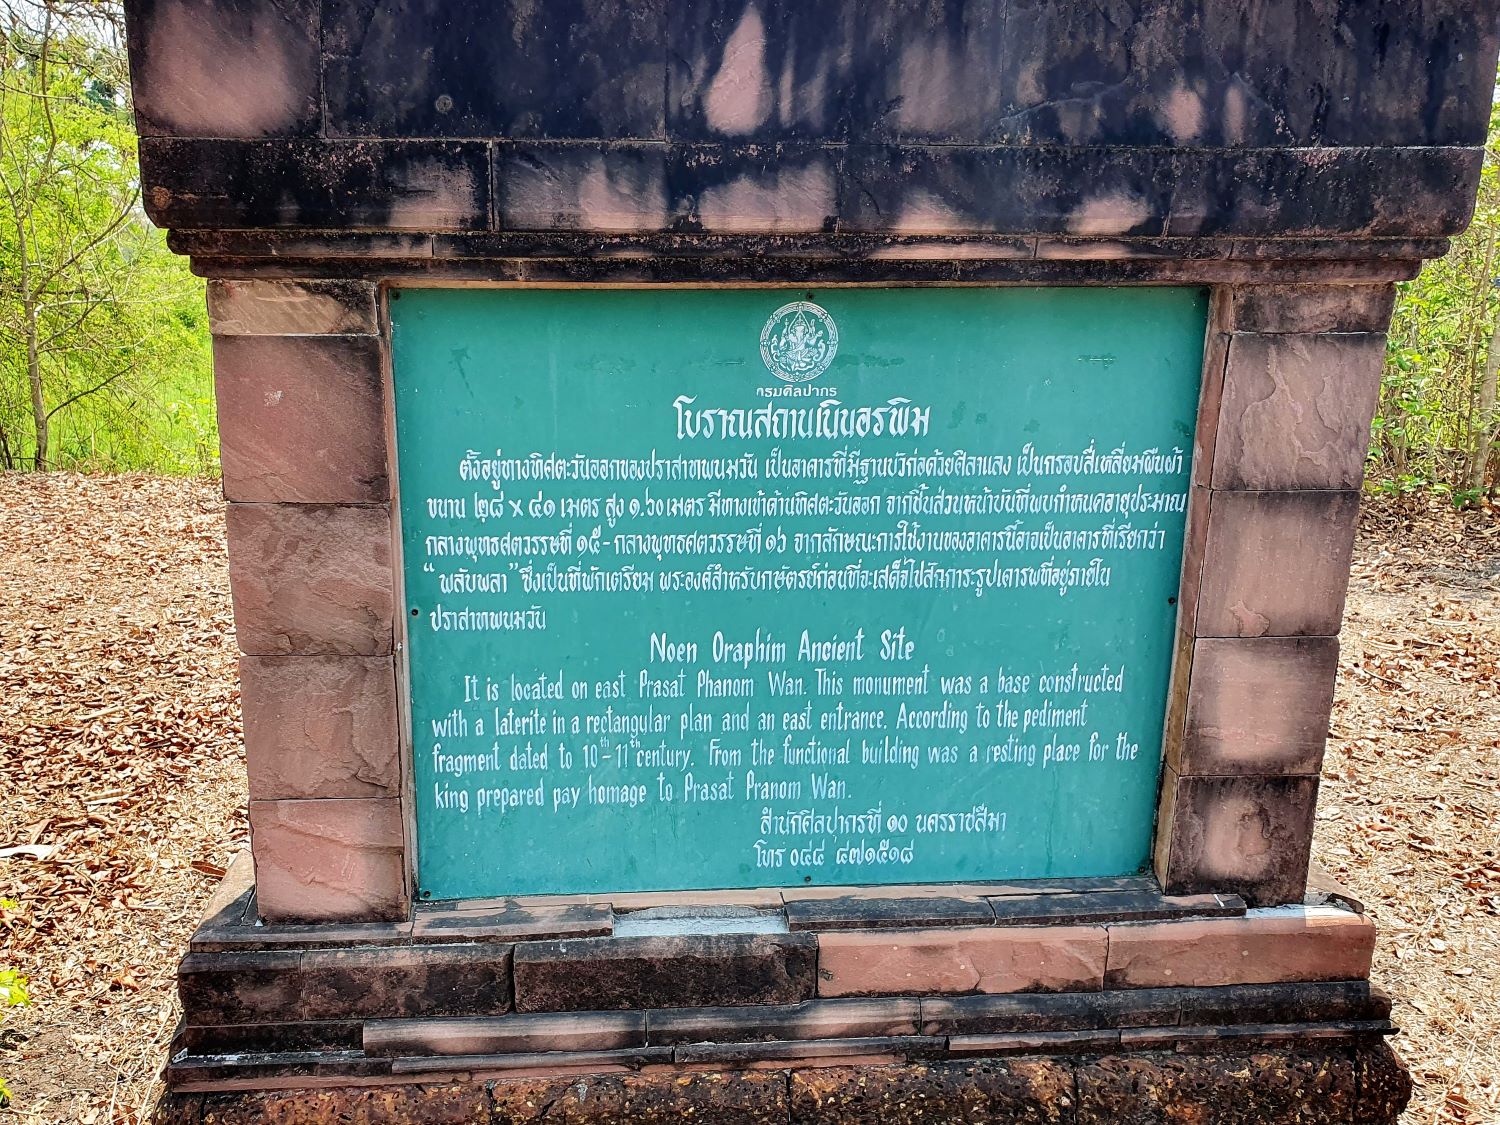 กรมศิลปากร
โบราณสถานเนินอรพิม
ตั้งอยู่ทางทิศตะวันออกของปราสาทพนมวัน เป็นอาคารที่มีฐานบัวก่อด้วยศิลาแลง เป็นกรอบสี่เหลี่ยมผืนผ้า
ขนาน ๒๘ x ๔๑ เมตร สูง ๑.๖๐ เมตร มีทางเข้าด้านทิศตะวันออก จากชิ้นส่วนหน้าบันที่พบกำหนดอายุประมาณ
กลางพุทธศตวรรษที่ ๑๕ - กลางพุทธศตวรรษที่ ๑๖ จากลักษณะการใช้งานของอาคารนี้อาจเป็นอาคารที่เรียกว่า
“พลับพลา” ซึ่งเป็นที่พักเตรียม พระองค์สำหรับกษัตรย์ก่อนที่จะเสด็จไปสักการะรูปเคารพที่อยู่ภายใน
ปราสาทพนมวัน
Noen Oraphim Ancient Site
It is located on east Prasat Phanom Wan. This monument was a base constructed
with a laterite in a rectangular plan and an east entrance. According to the pediment
fragment dated to 10th - 11th century. From the functional building was a resting place for the
king prepared pay homage to Prasat Pranom Wan.
สำนักศิลปากรที่ ๑๐ นครราชสีมา
โทร ๐๔๔ ๔๗๑๕๑๘